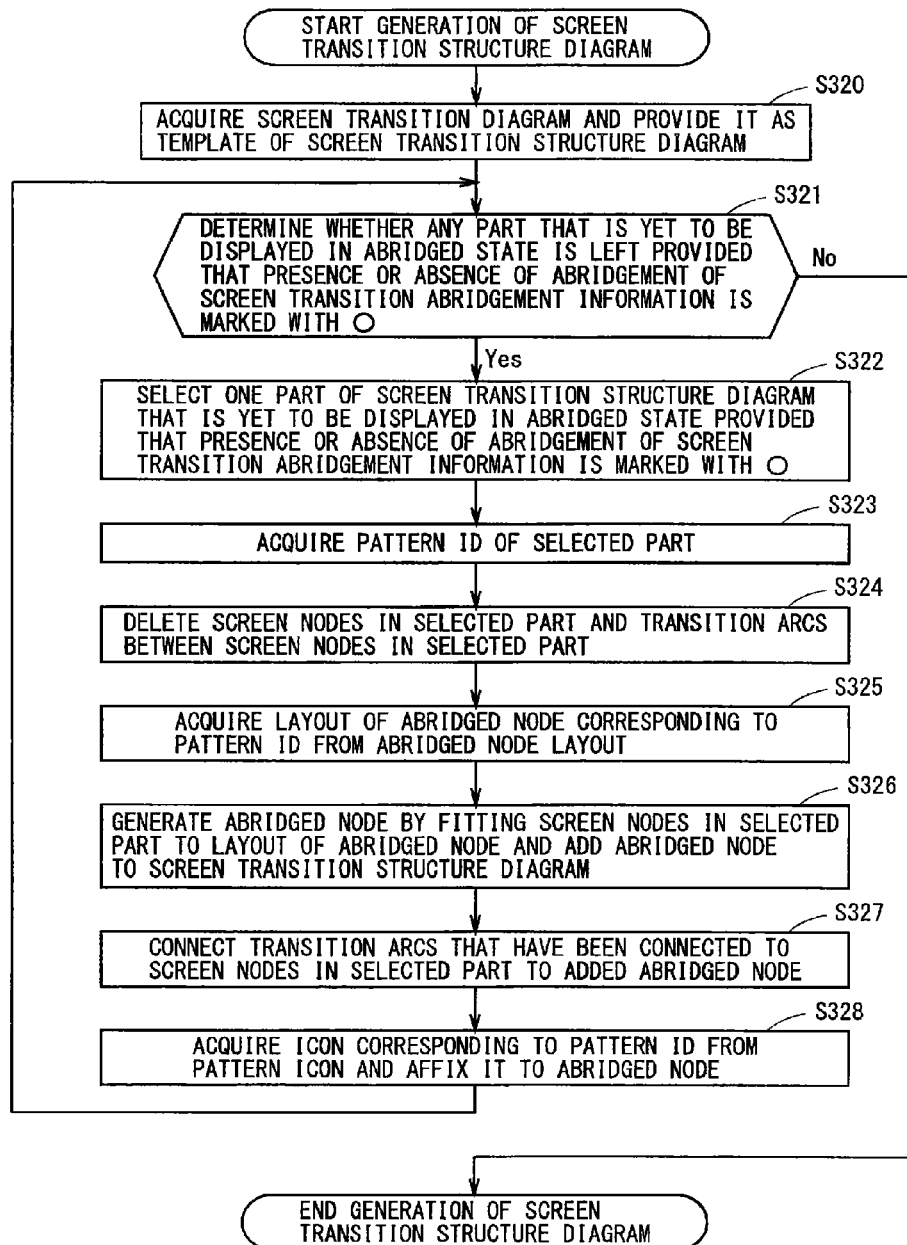 START GENERATION OF SCREEN
TRANSITION STRUCTURE DIAGRAM
S320
ACQUIRE SCREEN TRANSITION DIAGRAM AND PROVIDE IT AS
TEMPLATE OF SCREEN TRANSITION STRUCTURE DIAGRAM
S321
DETERMINE WHETHER ANY PART THAT IS YET TO BE
DISPLAYED IN ABRIDGED STATE IS LEFT PROVIDED
THAT PRESENCE OR ABSENCE OF ABRIDGEMENT OF
SCREEN TRANSITION ABRIDGEMENT INFORMATION IS
MARKED WITH ○
No
Yes
S322
SELECT ONE PART OF SCREEN TRANSITION STRUCTURE DIAGRAM
THAT IS YET TO BE DISPLAYED IN ABRIDGED STATE PROVIDED
THAT PRESENCE OR ABSENCE OF ABRIDGEMENT OF SCREEN
TRANSITION ABRIDGEMENT INFORMATION IS MARKED WITH ○
S323
ACQUIRE PATTERN ID OF SELECTED PART
S324
DELETE SCREEN NODES IN SELECTED PART AND TRANSITION ARCS
BETWEEN SCREEN NODES IN SELECTED PART
S325
ACQUIRE LAYOUT OF ABRIDGED NODE CORRESPONDING TO
PATTERN ID FROM ABRIDGED NODE LAYOUT
S326
GENERATE ABRIDGED NODE BY FITTING SCREEN NODES IN SELECTED
PART TO LAYOUT OF ABRIDGED NODE AND ADD ABRIDGED NODE
TO SCREEN TRANSITION STRUCTURE DIAGRAM
S327
CONNECT TRANSITION ARCS THAT HAVE BEEN CONNECTED TO
SCREEN NODES IN SELECTED PART TO ADDED ABRIDGED NODE
S328
ACQUIRE ICON CORRESPONDING TO PATTERN ID FROM
PATTERN ICON AND AFFIX IT TO ABRIDGED NODE
END GENERATION OF SCREEN
TRANSITION STRUCTURE DIAGRAM